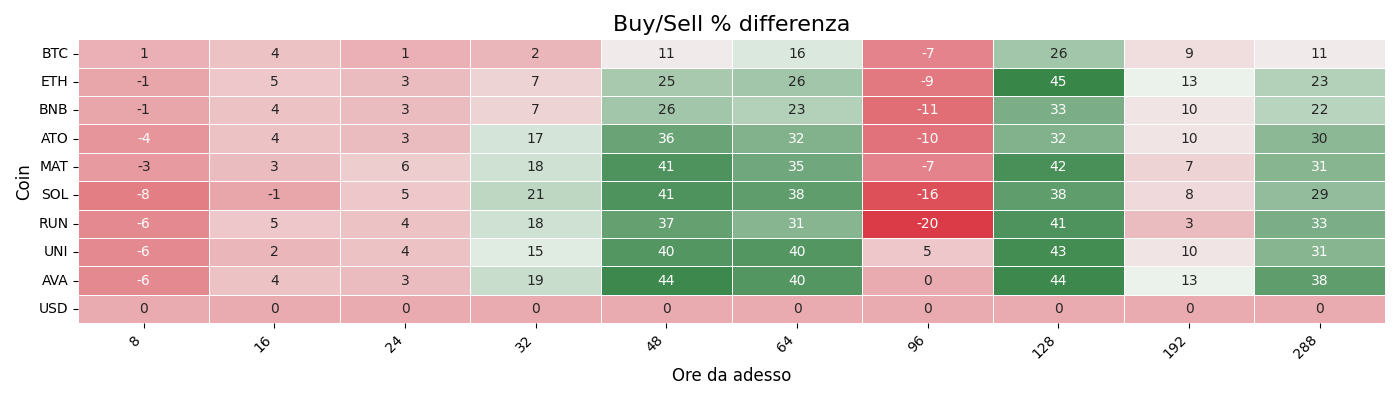 Buy/Sell % differenza
Coin
BTC 1 4 1 2 11 16 -7 26 9 11
ETH -1 5 3 7 25 26 -9 45 13 23
BNB -1 4 3 7 26 23 -11 33 10 22
ATO -4 4 3 17 36 32 -10 32 10 30
MAT -3 3 6 18 41 35 -7 42 7 31
SOL -8 -1 5 21 41 38 -16 38 8 29
RUN -6 5 4 18 37 31 -20 41 3 33
UNI -6 2 4 15 40 40 5 43 10 31
AVA -6 4 3 19 44 40 0 44 13 38
USD 0 0 0 0 0 0 0 0 0 0
8 16 24 32 48 64 96 128 192 288
Ore da adesso